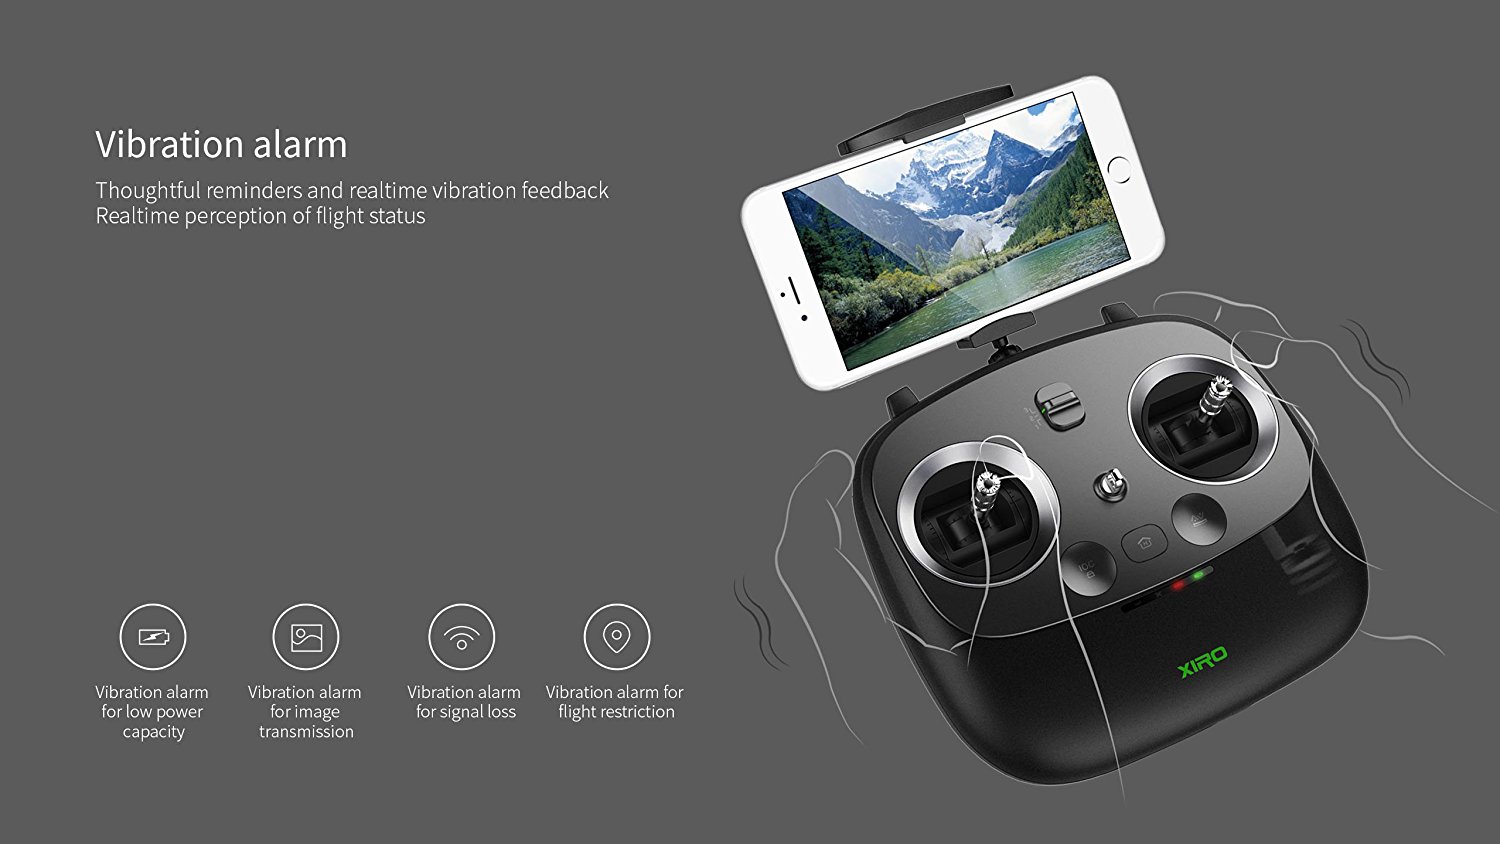 Vibration alarm
Thoughtful reminders and realtime vibration feedback
Realtime perception of flight status
Vibration alarm
for low power
capacity
Vibration alarm
for image
transmission
Vibration alarm
for signal loss
Vibration alarm for
flight restriction
IOC
H
XIRO